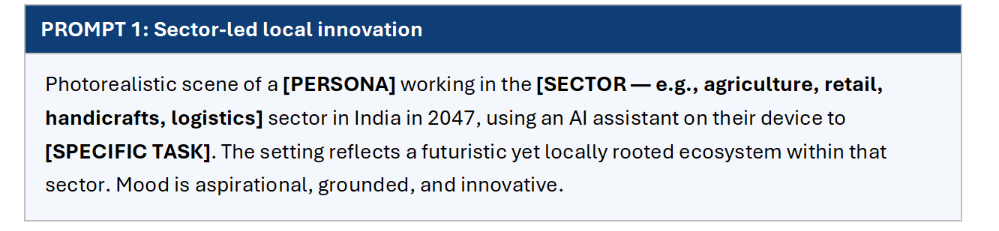 PROMPT 1: Sector-led local innovation
Photorealistic scene of a [PERSONA] working in the [SECTOR — e.g., agriculture, retail,
handicrafts, logistics] sector in India in 2047, using an AI assistant on their device to
[SPECIFIC TASK]. The setting reflects a futuristic yet locally rooted ecosystem within that
sector. Mood is aspirational, grounded, and innovative.